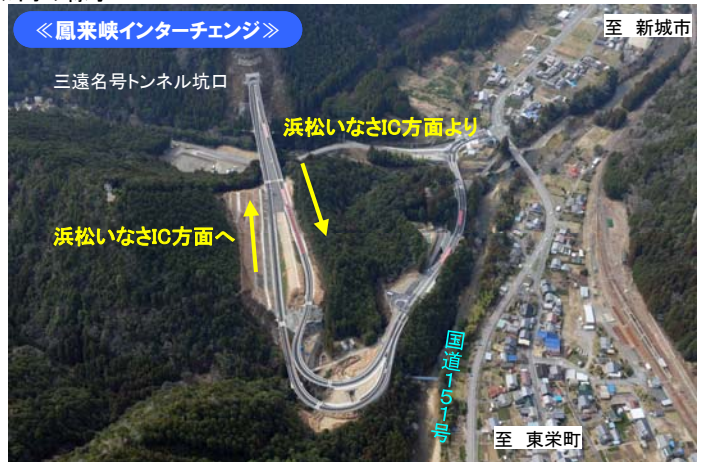 ≪鳳来峡インターチェンジ≫
至　新城市
三遠名号トンネル坑口
浜松いなさIC方面より
浜松いなさIC方面へ
国道151号
至　東栄町